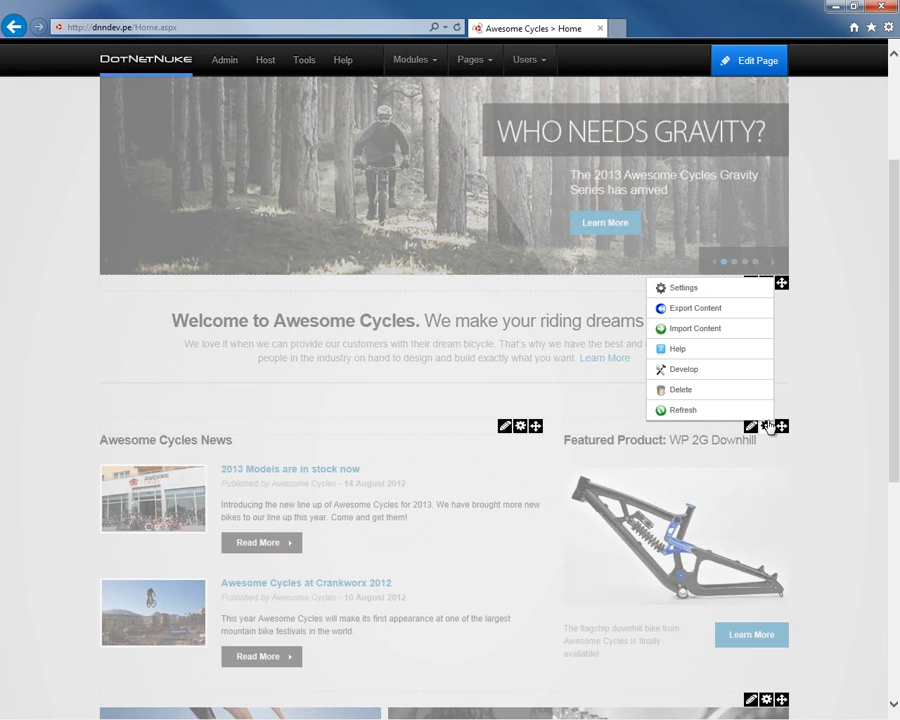 http://dnndev.pe/Home.aspx
Awesome Cycles > Home
DOTNETNUKE
Admin
Host
Tools
Help
Modules
Pages
Users
Edit Page
WHO NEEDS GRAVITY?
The 2013 Awesome Cycles Gravity
Series has arrived
Learn More
Settings
Export Content
Import Content
Help
Develop
Delete
Refresh
Welcome to Awesome Cycles. We make your riding dreams
We love it when we can provide our customers with their dream bicycle. That's why we have the best and
people in the industry on hand to design and build exactly what you want. Learn More
Awesome Cycles News
2013 Models are in stock now
Published by Awesome Cycles - 14 August 2012
Introducing the new line up of Awesome Cycles for 2013. We have brought more new
bikes to our line up this year. Come and get them!
Read More
Awesome Cycles at Crankworx 2012
Published by Awesome Cycles - 10 August 2012
This year Awesome Cycles will make its first appearance at one of the largest
mountain bike festivals in the world.
Read More
Featured Product: WP 2G Downhill
The flagship downhill bike from
Awesome Cycles is finally
available!
Learn More